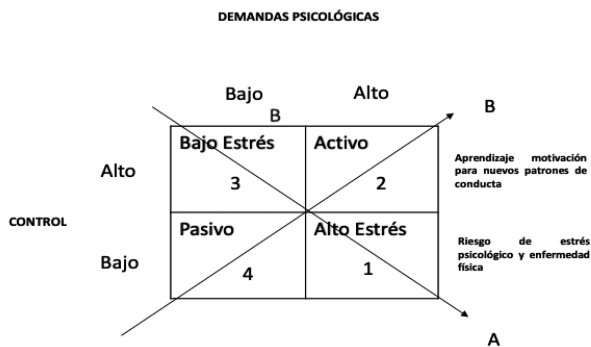 DEMANDAS PSICOLÓGICAS
Bajo
Alto
B
B
Bajo Estrés
Activo
Alto
3
2
Aprendizaje motivación
para nuevos patrones de
conducta
CONTROL
Pasivo
Alto Estrés
Bajo
4
1
Riesgo de estrés
psicológico y enfermedad
física
A